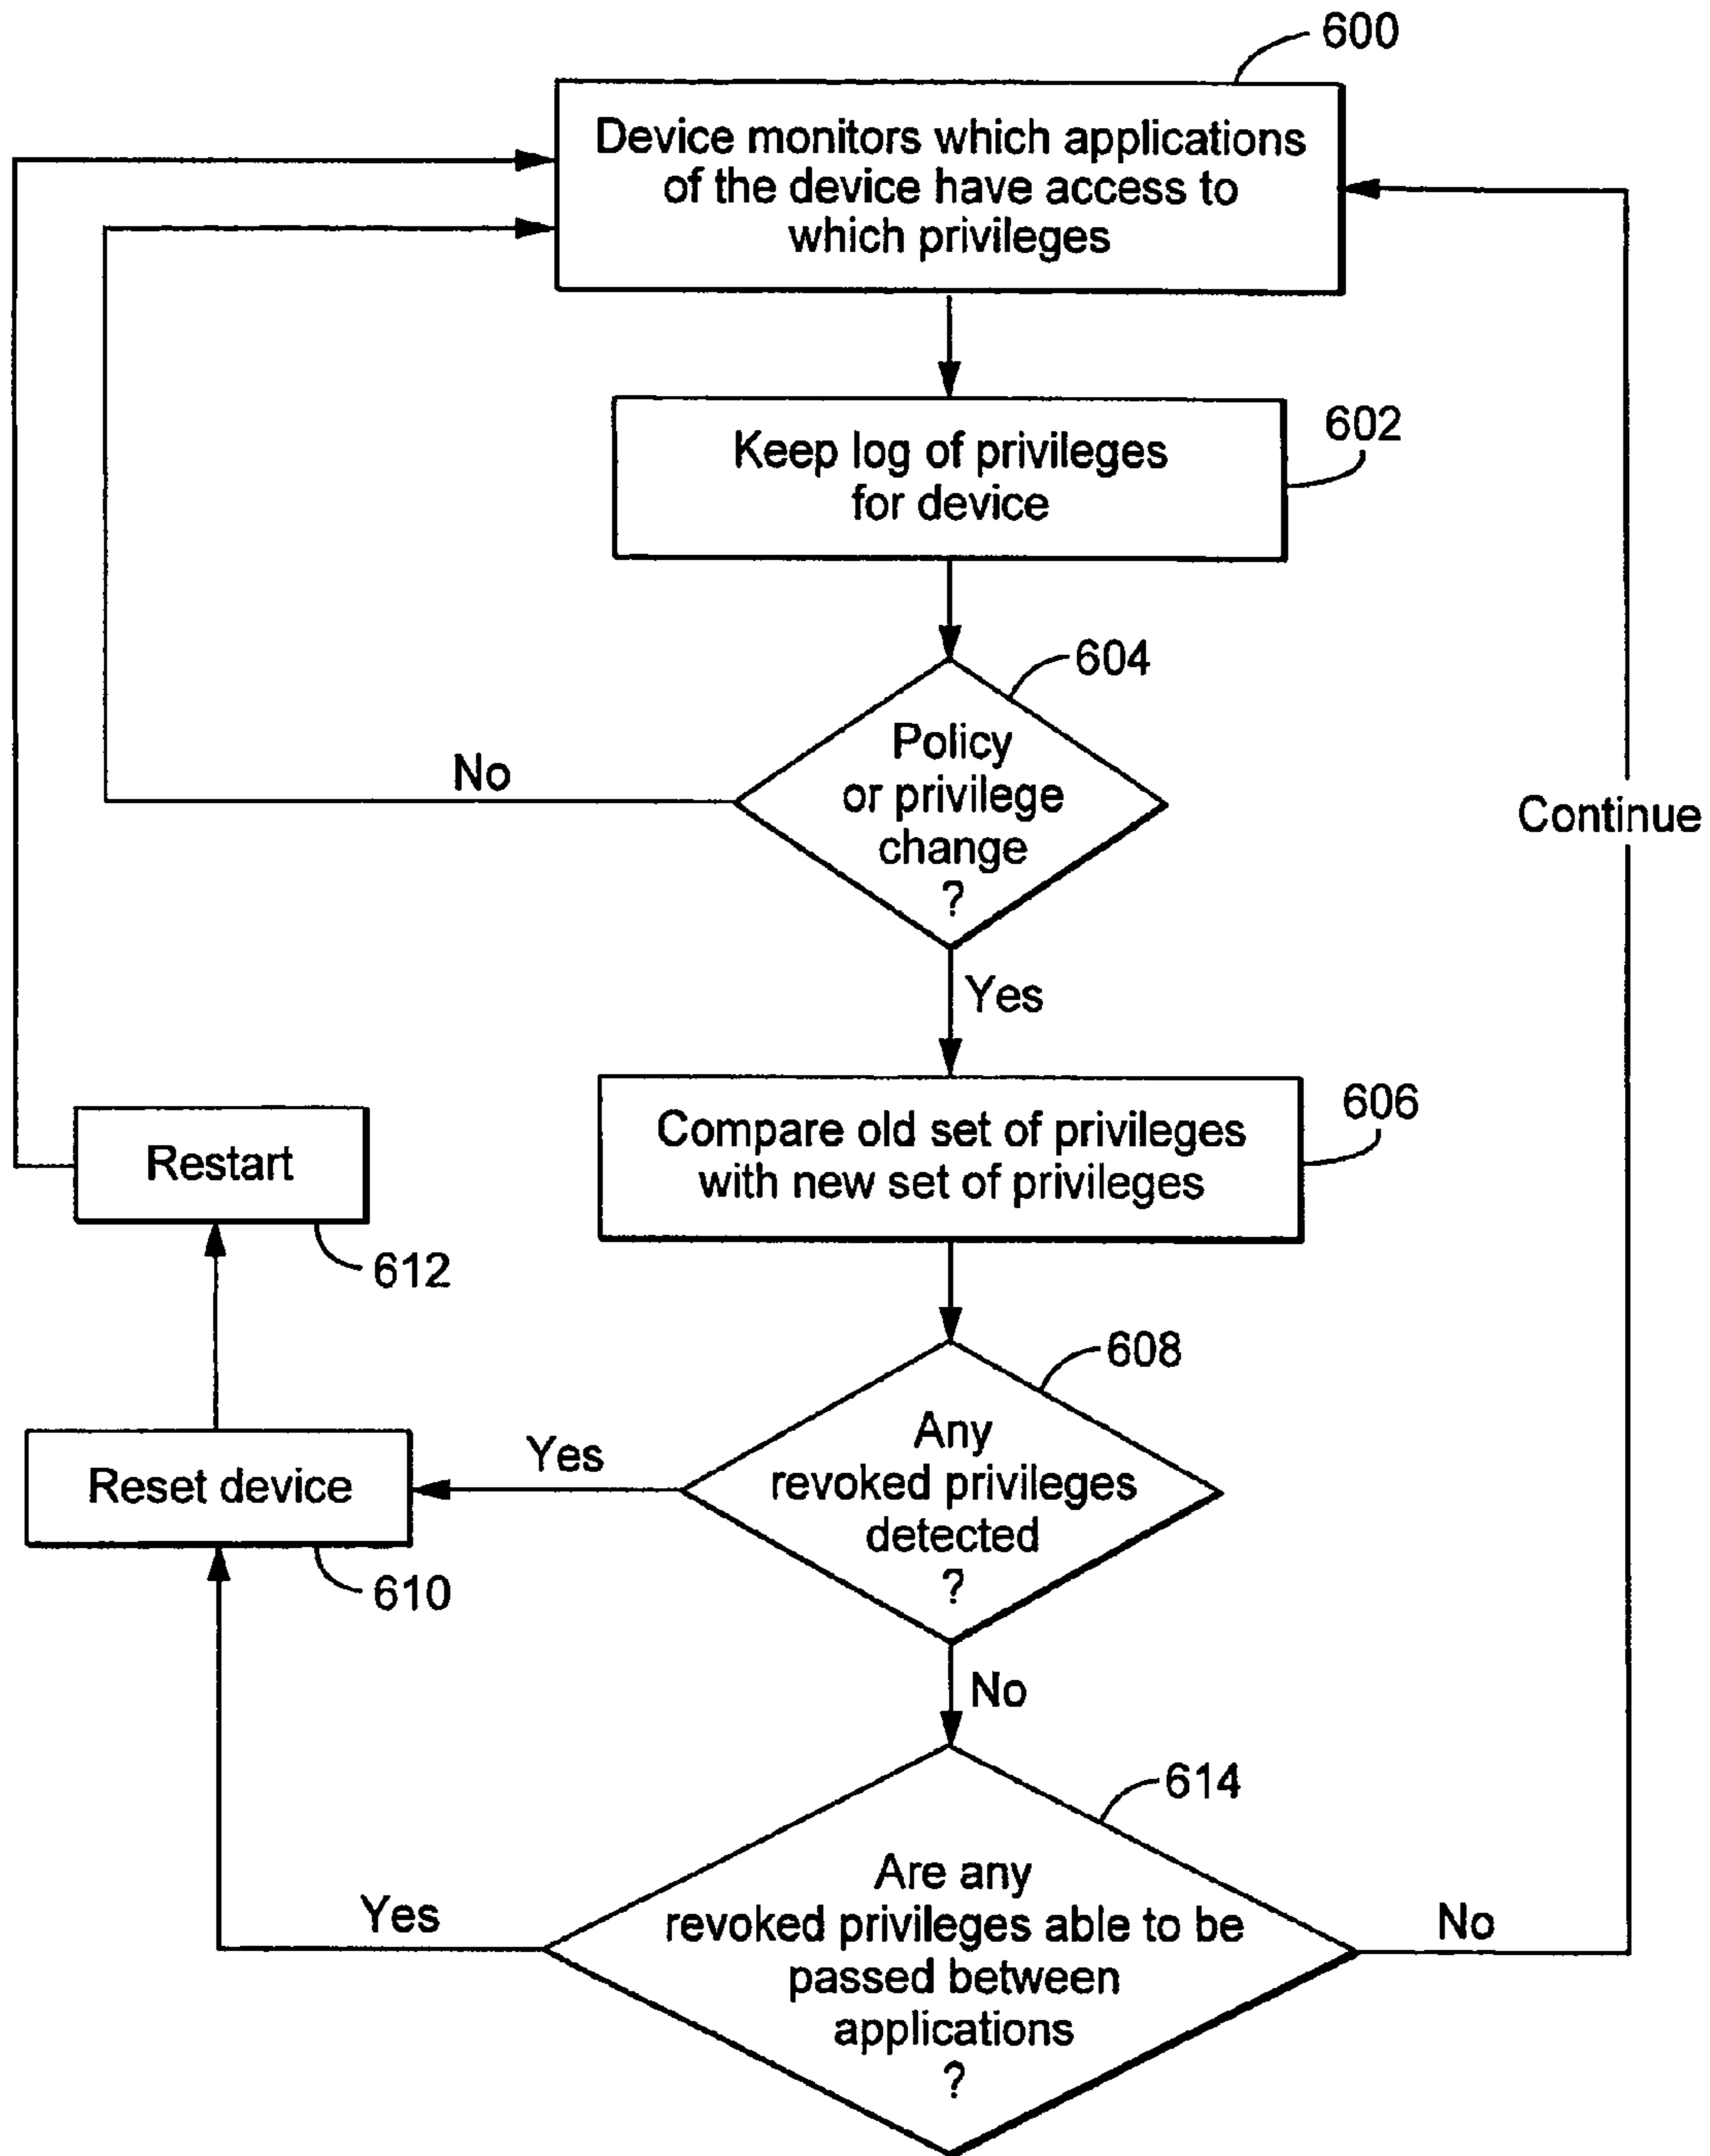 600
Device monitors which applications
of the device have access to
which privileges
602
Keep log of privileges
for device
604
Policy
or privilege
change
?
No
Continue
Yes
606
Compare old set of privileges
with new set of privileges
Restart
612
608
Any
revoked privileges
detected
?
Yes
Reset device
610
No
614
Are any
revoked privileges able to be
passed between
applications
?
Yes
No